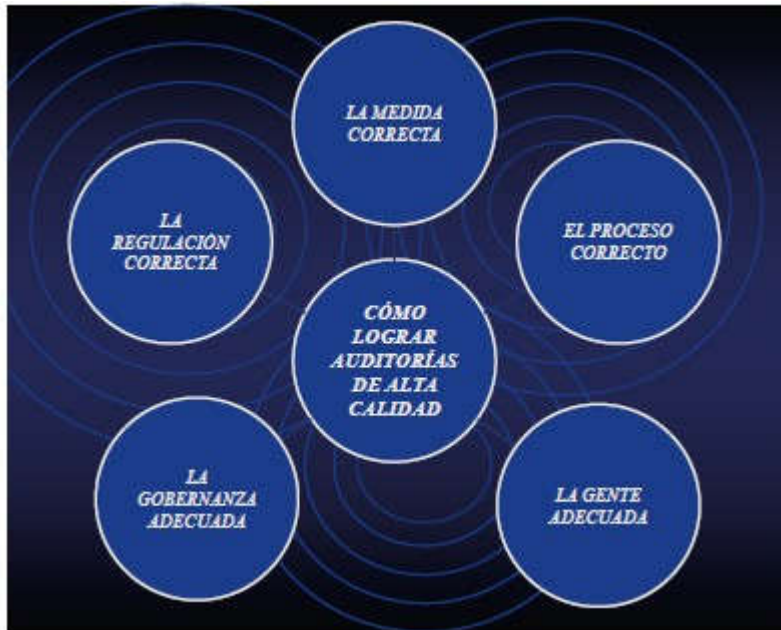 LA MEDIDA
CORRECTA
LA
REGULACIÓN
CORRECTA
EL PROCESO
CORRECTO
CÓMO
LOGRAR
AUDITORÍAS
DE ALTA
CALIDAD
LA
GOBERNANZA
ADECUADA
LA GENTE
ADECUADA